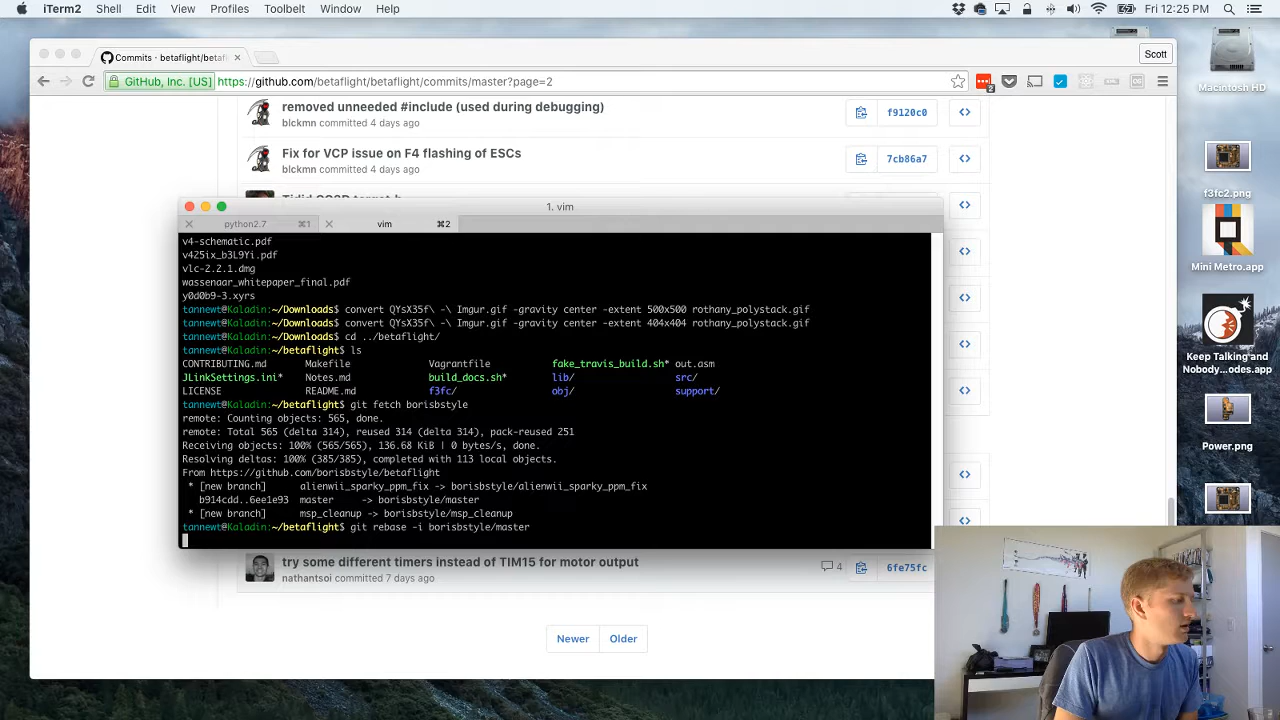 iTerm2 Shell Edit View Profiles Toolbelt Window Help
Fri 12:25 PM
Commits · betaflight/betaf
Scott
GitHub, Inc. [US] https://github.com/betaflight/betaflight/commits/master?page=2
removed unneeded #include (used during debugging)
blckmn committed 4 days ago
f9120c0
Fix for VCP issue on F4 flashing of ESCs
blckmn committed 4 days ago
7cb86a7
1. vim
python2.7 ⌘1 vim ⌘2
v4-schematic.pdf
v425ix_b3L9Yi.pdf
vlc-2.2.1.dmg
wassenaar_whitepaper_final.pdf
y0d0b9-3.xyrs
tannewt@Kaladin:~/Downloads$ convert QYsX35f\ -\ Imgur.gif -gravity center -extent 500x500 rothany_polystack.gif
tannewt@Kaladin:~/Downloads$ convert QYsX35f\ -\ Imgur.gif -gravity center -extent 404x404 rothany_polystack.gif
tannewt@Kaladin:~/Downloads$ cd ../betaflight/
tannewt@Kaladin:~/betaflight$ ls
CONTRIBUTING.md Makefile Vagrantfile fake_travis_build.sh* out.asm
JLinkSettings.ini* Notes.md build_docs.sh* lib/ src/
LICENSE README.md f3fc/ obj/ support/
tannewt@Kaladin:~/betaflight$ git fetch borisbstyle
remote: Counting objects: 565, done.
remote: Total 565 (delta 314), reused 314 (delta 314), pack-reused 251
Receiving objects: 100% (565/565), 136.68 KiB | 0 bytes/s, done.
Resolving deltas: 100% (385/385), completed with 113 local objects.
From https://github.com/borisbstyle/betaflight
* [new branch] alienwii_sparky_ppm_fix -> borisbstyle/alienwii_sparky_ppm_fix
b914cdd..6ee1e93 master -> borisbstyle/master
* [new branch] msp_cleanup -> borisbstyle/msp_cleanup
tannewt@Kaladin:~/betaflight$ git rebase -i borisbstyle/master
try some different timers instead of TIM15 for motor output
nathantsoi committed 7 days ago
4
6fe75fc
Newer Older
Macintosh HD
f3fc2.png
Mini Metro.app
Keep Talking and
Nobody...odes.app
Power.png